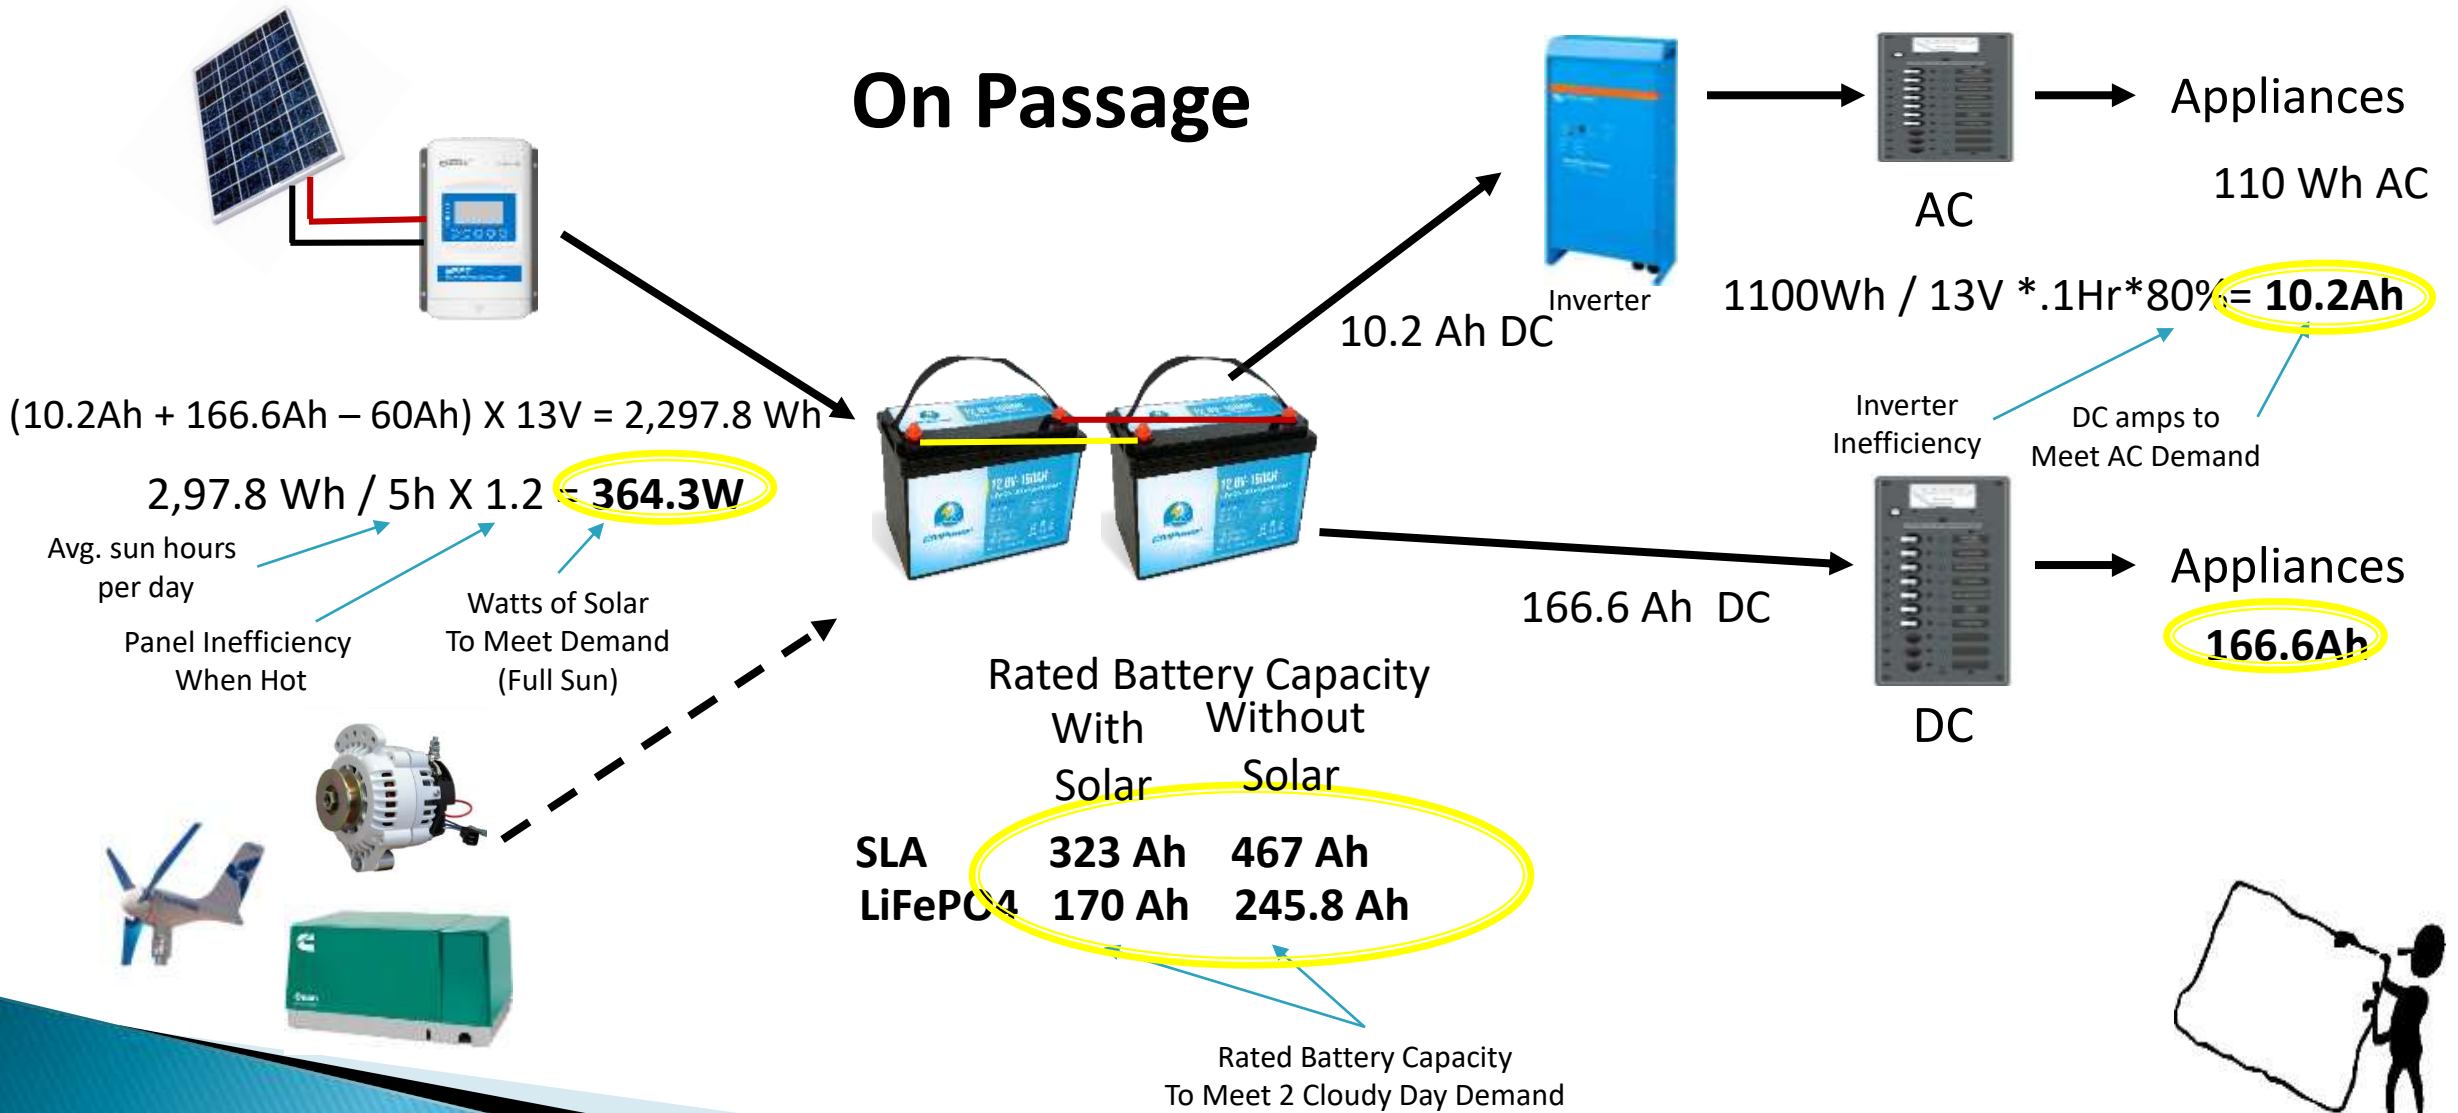 On Passage
Appliances
110 Wh AC
AC
Inverter
1100Wh / 13V *.1Hr*80%= 10.2Ah
10.2 Ah DC
Inverter
Inefficiency
DC amps to
Meet AC Demand
(10.2Ah + 166.6Ah – 60Ah) X 13V = 2,297.8 Wh
2,97.8 Wh / 5h X 1.2 = 364.3W
Avg. sun hours
per day
Panel Inefficiency
When Hot
Watts of Solar
To Meet Demand
(Full Sun)
166.6 Ah DC
Appliances
166.6Ah
DC
Rated Battery Capacity
With
Solar
Without
Solar
SLA 323 Ah 467 Ah
LiFePO4 170 Ah 245.8 Ah
Rated Battery Capacity
To Meet 2 Cloudy Day Demand